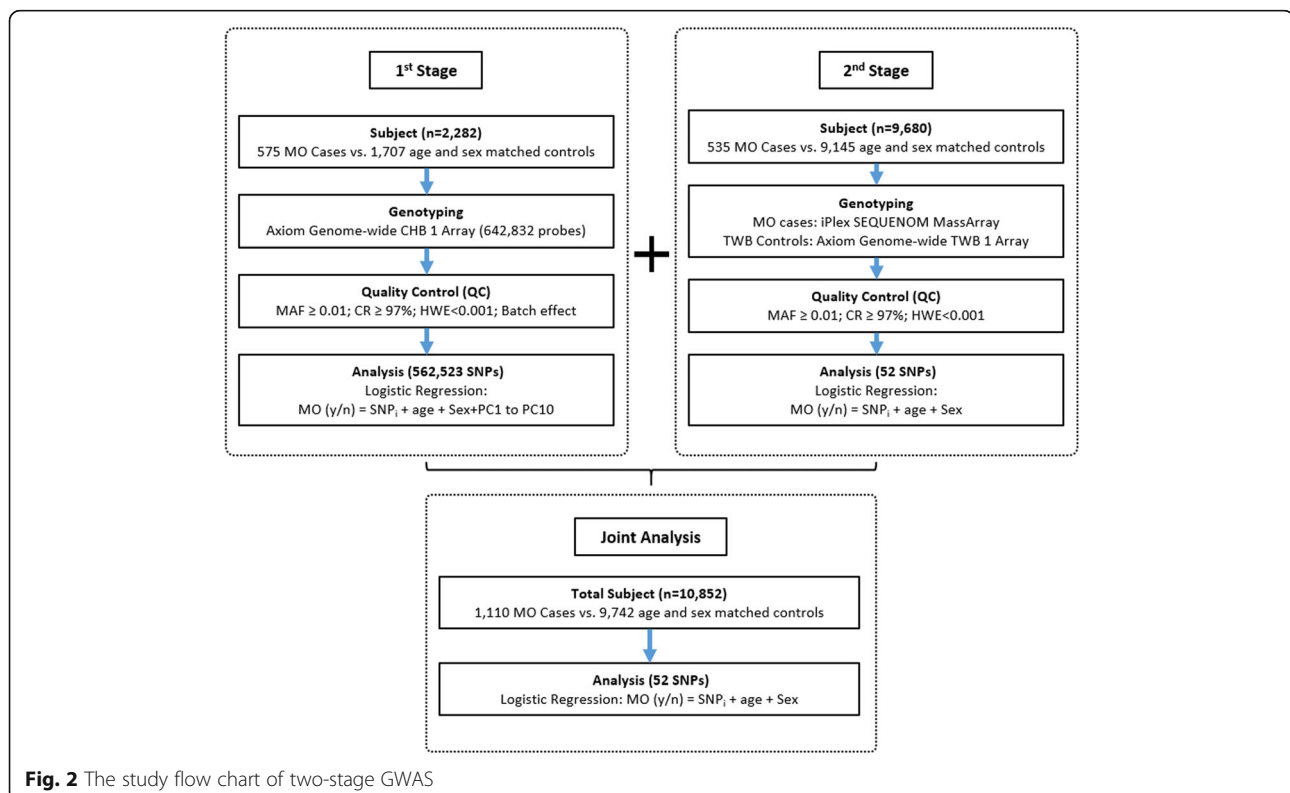 1st Stage
Subject (n=2,282)
575 MO Cases vs. 1,707 age and sex matched controls
Genotyping
Axiom Genome-wide CHB 1 Array (642,832 probes)
Quality Control (QC)
MAF ≥ 0.01; CR ≥ 97%; HWE<0.001; Batch effect
Analysis (562,523 SNPs)
Logistic Regression:
MO (y/n) = SNPi + age + Sex+PC1 to PC10
+
2nd Stage
Subject (n=9,680)
535 MO Cases vs. 9,145 age and sex matched controls
Genotyping
MO cases: iPlex SEQUENOM MassArray
TWB Controls: Axiom Genome-wide TWB 1 Array
Quality Control (QC)
MAF ≥ 0.01; CR ≥ 97%; HWE<0.001
Analysis (52 SNPs)
Logistic Regression:
MO (y/n) = SNPi + age + Sex
Joint Analysis
Total Subject (n=10,852)
1,110 MO Cases vs. 9,742 age and sex matched controls
Analysis (52 SNPs)
Logistic Regression: MO (y/n) = SNPi + age + Sex
Fig. 2 The study flow chart of two-stage GWAS